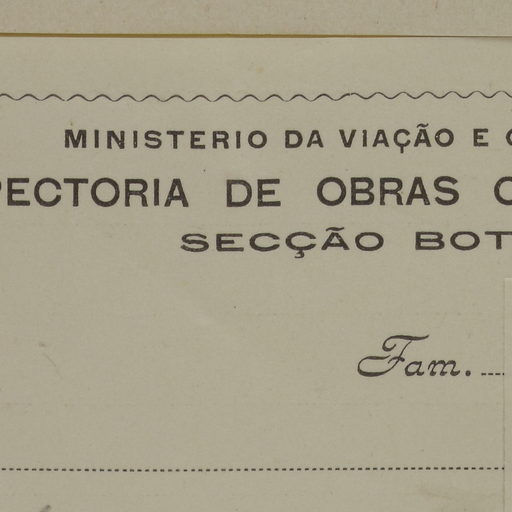 MINISTERIO DA VIAÇÃO E
PECTORIA DE OBRAS
SECÇÃO BOT
Fam.